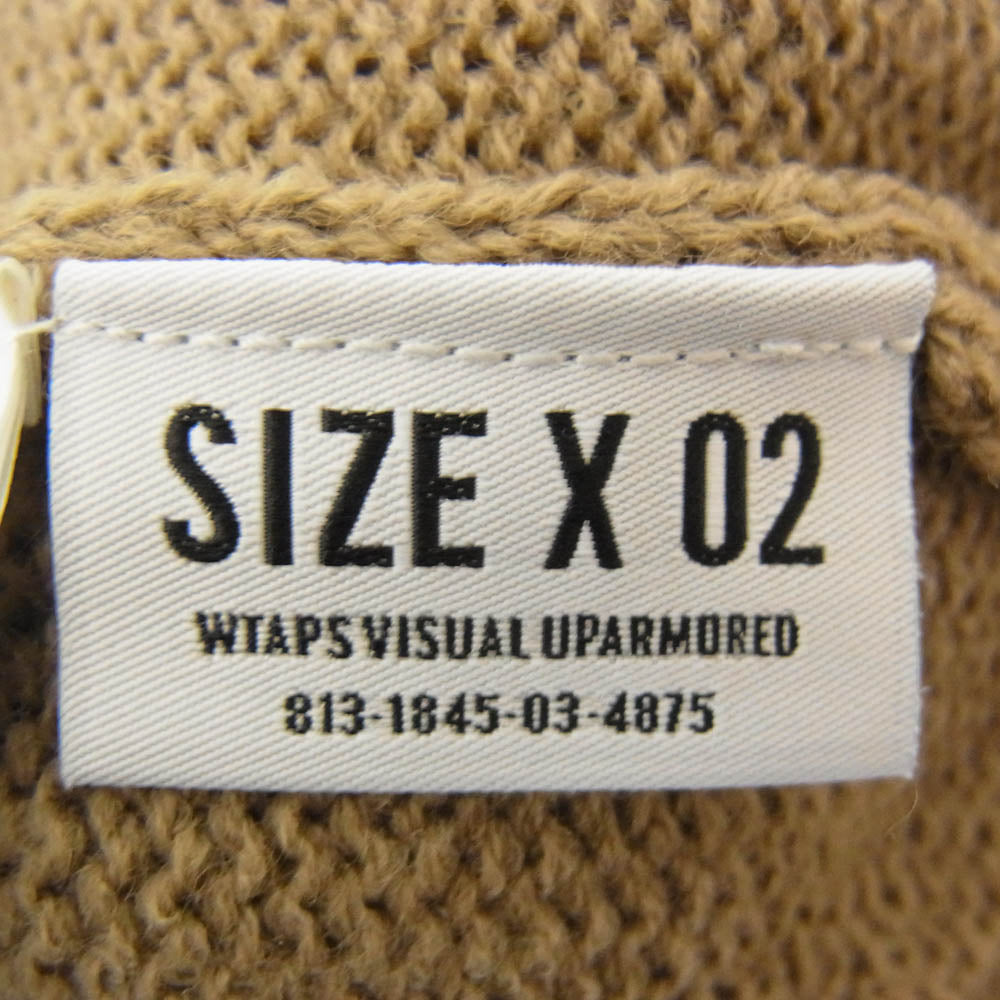 SIZE X 02
WTAPS VISUAL UPARMORED
813-1845-03-4875